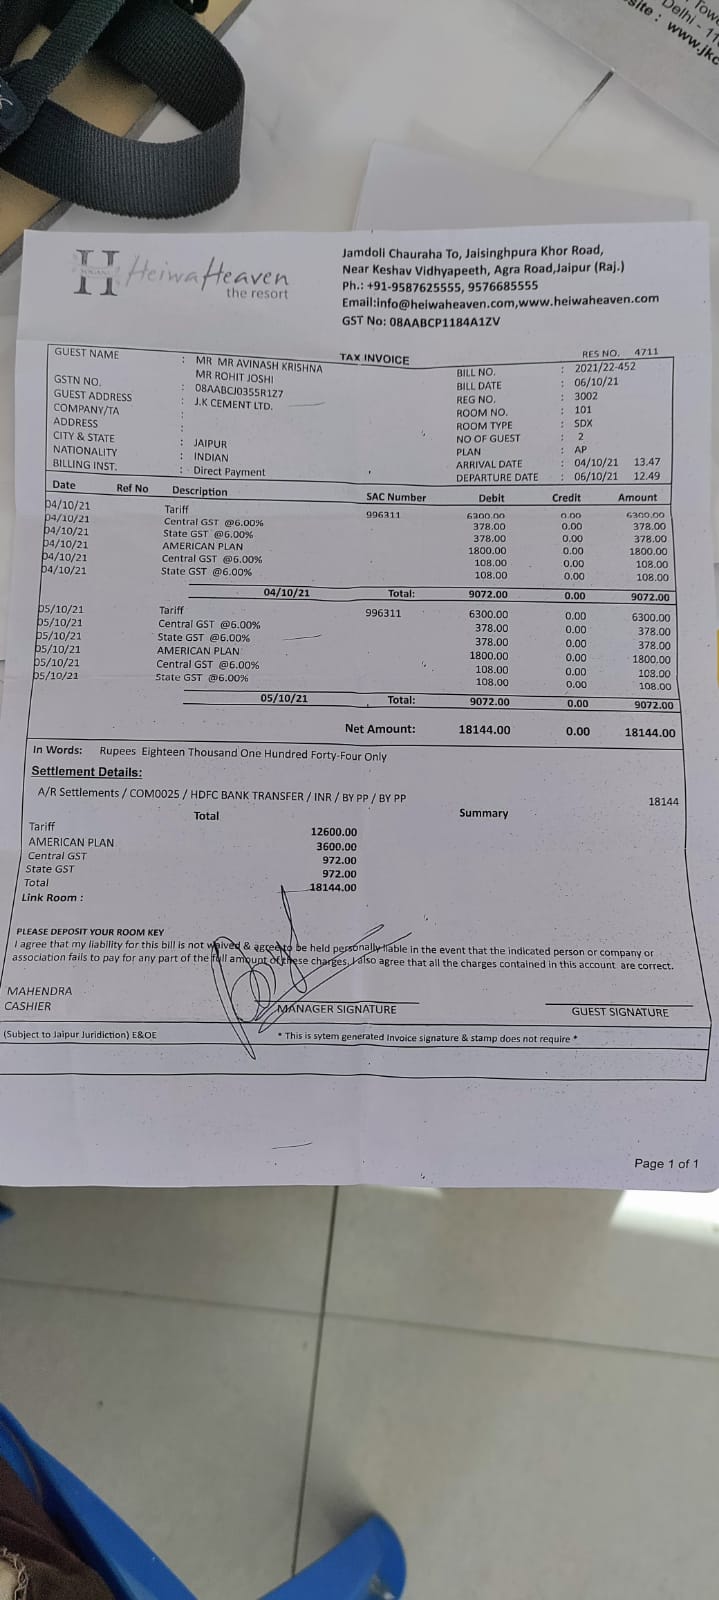 Tow
Delhi - 11
site : www.jkc
H Heiwa Heaven
the resort
Jamdoli Chauraha To, Jaisinghpura Khor Road,
Near Keshav Vidhyapeeth, Agra Road,Jaipur (Raj.)
Ph.: +91-9587625555, 9576685555
Email:info@heiwaheaven.com,www.heiwaheaven.com
GST No: 08AABCP1184A1ZV
TAX INVOICE
RES NO. 4711
GUEST NAME : MR MR AVINASH KRISHNA
MR ROHIT JOSHI
GSTN NO. : 08AABCJ0355R1Z7
GUEST ADDRESS : J.K CEMENT LTD.
COMPANY/TA :
ADDRESS :
CITY & STATE : JAIPUR
NATIONALITY : INDIAN
BILLING INST. : Direct Payment
BILL NO. : 2021/22-452
BILL DATE : 06/10/21
REG NO. : 3002
ROOM NO. : 101
ROOM TYPE : SDX
NO OF GUEST : 2
PLAN : AP
ARRIVAL DATE : 04/10/21 13.47
DEPARTURE DATE : 06/10/21 12.49
Date Ref No Description SAC Number Debit Credit Amount
04/10/21 Tariff 996311 6300.00 0.00 6300.00
04/10/21 Central GST @6.00% 378.00 0.00 378.00
04/10/21 State GST @6.00% 378.00 0.00 378.00
04/10/21 AMERICAN PLAN 1800.00 0.00 1800.00
04/10/21 Central GST @6.00% 108.00 0.00 108.00
04/10/21 State GST @6.00% 108.00 0.00 108.00
04/10/21 Total: 9072.00 0.00 9072.00
05/10/21 Tariff 996311 6300.00 0.00 6300.00
05/10/21 Central GST @6.00% 378.00 0.00 378.00
05/10/21 State GST @6.00% 378.00 0.00 378.00
05/10/21 AMERICAN PLAN 1800.00 0.00 1800.00
05/10/21 Central GST @6.00% 108.00 0.00 108.00
05/10/21 State GST @6.00% 108.00 0.00 108.00
05/10/21 Total: 9072.00 0.00 9072.00
Net Amount: 18144.00 0.00 18144.00
In Words: Rupees Eighteen Thousand One Hundred Forty-Four Only
Settlement Details:
A/R Settlements / COM0025 / HDFC BANK TRANSFER / INR / BY PP / BY PP 18144
Total Summary
Tariff 12600.00
AMERICAN PLAN 3600.00
Central GST 972.00
State GST 972.00
Total 18144.00
Link Room :
PLEASE DEPOSIT YOUR ROOM KEY
I agree that my liability for this bill is not waived & agree to be held personally liable in the event that the indicated person or company or
association fails to pay for any part of the full amount of these charges, I also agree that all the charges contained in this account are correct.
MAHENDRA
CASHIER
MANAGER SIGNATURE
GUEST SIGNATURE
(Subject to Jaipur Juridiction) E&OE
* This is sytem generated Invoice signature & stamp does not require *
Page 1 of 1